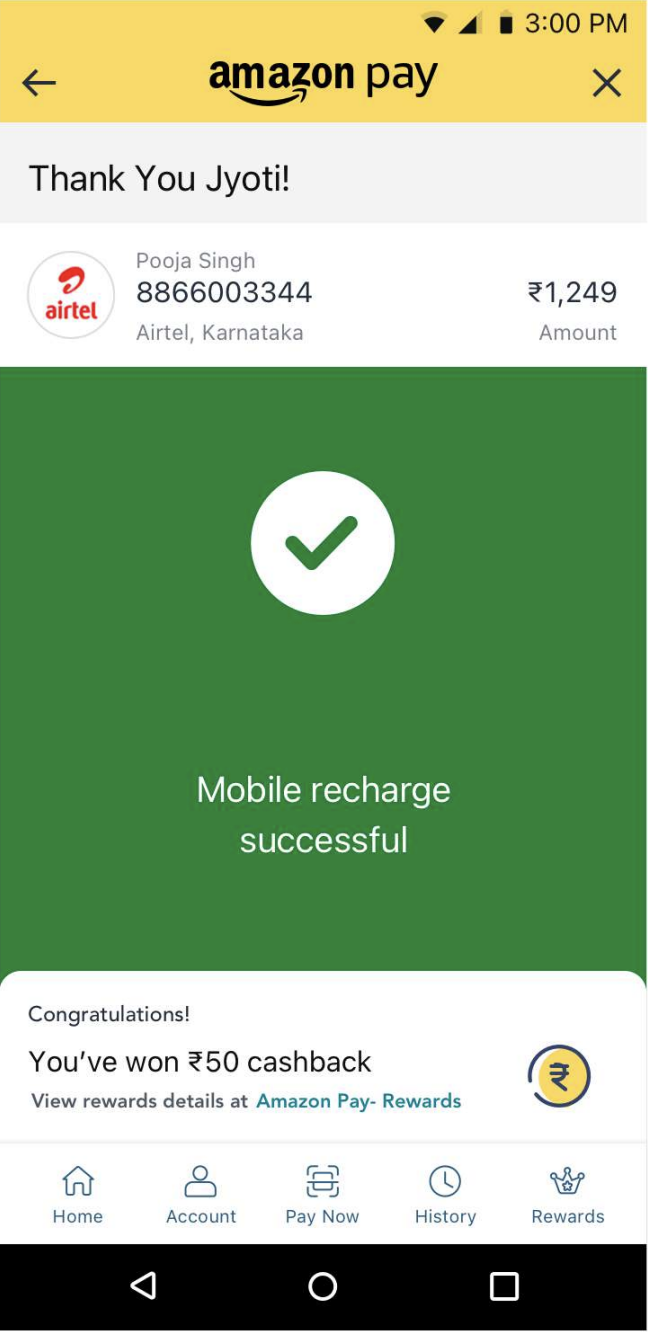 3:00 PM
amazon pay
Thank You Jyoti!
Pooja Singh
airtel
8866003344
₹1,249
Airtel, Karnataka
Amount
Mobile recharge
successful
Congratulations!
You’ve won ₹50 cashback
₹
View rewards details at Amazon Pay- Rewards
Home
Account
Pay Now
History
Rewards